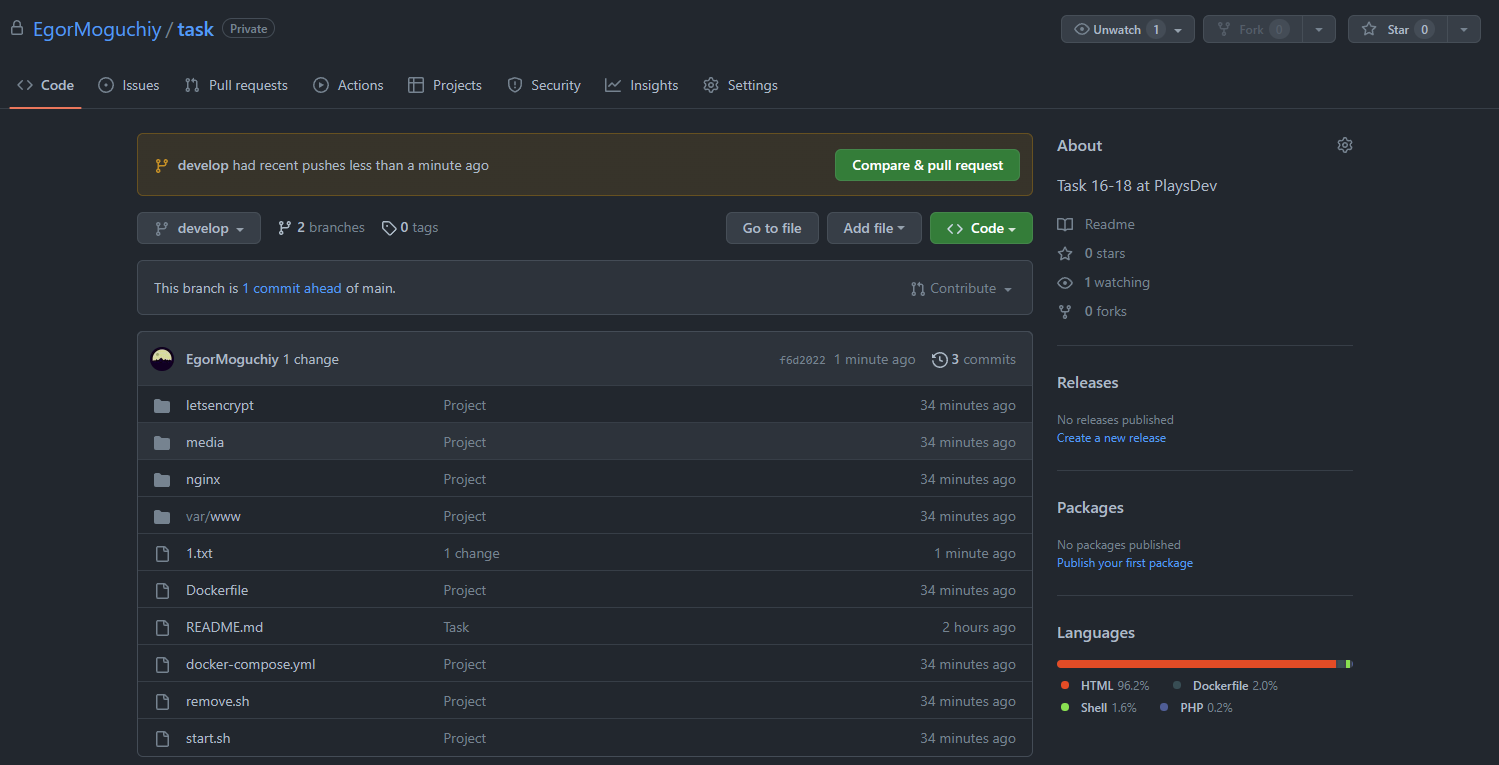 EgorMoguchiy / task Private
Unwatch 1 Fork 0 Star 0
Code Issues Pull requests Actions Projects Security Insights Settings
develop had recent pushes less than a minute ago Compare & pull request
develop 2 branches 0 tags Go to file Add file Code
This branch is 1 commit ahead of main. Contribute
EgorMoguchiy 1 change f6d2022 1 minute ago 3 commits
letsencrypt Project 34 minutes ago
media Project 34 minutes ago
nginx Project 34 minutes ago
var/www Project 34 minutes ago
1.txt 1 change 1 minute ago
Dockerfile Project 34 minutes ago
README.md Task 2 hours ago
docker-compose.yml Project 34 minutes ago
remove.sh Project 34 minutes ago
start.sh Project 34 minutes ago
About
Task 16-18 at PlaysDev
Readme
0 stars
1 watching
0 forks
Releases
No releases published
Create a new release
Packages
No packages published
Publish your first package
Languages
HTML 96.2% Dockerfile 2.0%
Shell 1.6% PHP 0.2%